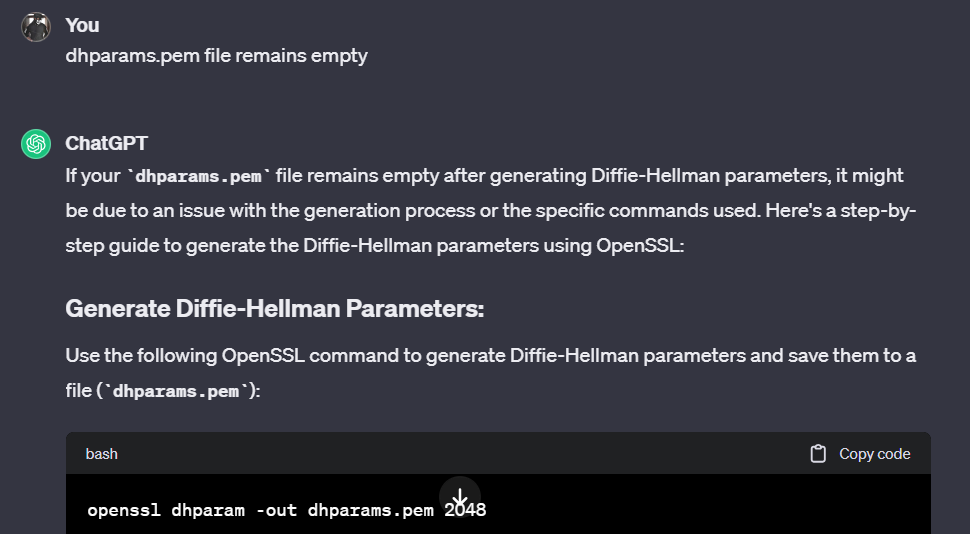 You
dhparams.pem file remains empty
ChatGPT
If your `dhparams.pem` file remains empty after generating Diffie-Hellman parameters, it might
be due to an issue with the generation process or the specific commands used. Here's a step-by-
step guide to generate the Diffie-Hellman parameters using OpenSSL:
Generate Diffie-Hellman Parameters:
Use the following OpenSSL command to generate Diffie-Hellman parameters and save them to a
file (`dhparams.pem`):
bash Copy code
openssl dhparam -out dhparams.pem 2048